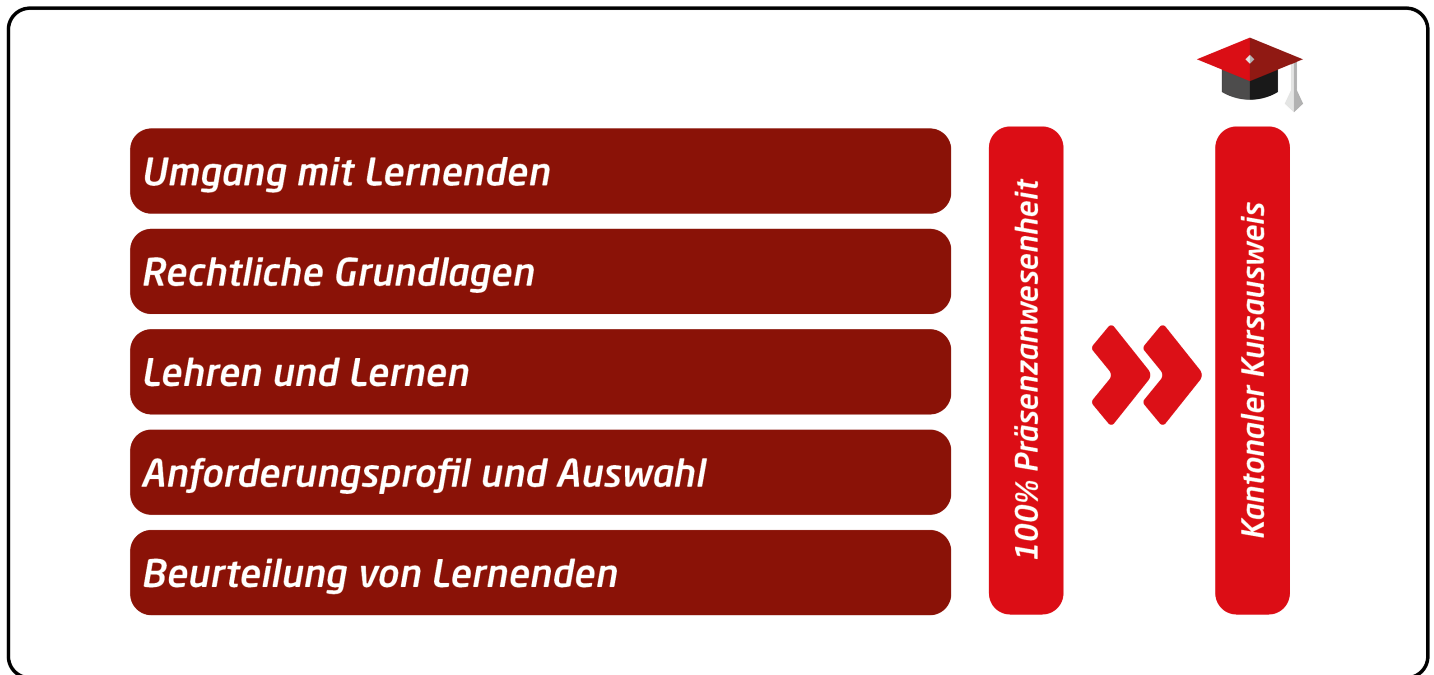 Umgang mit Lernenden
Rechtliche Grundlagen
Lehren und Lernen
Anforderungsprofil und Auswahl
Beurteilung von Lernenden
100% Präsenzanwesenheit
Kantonaler Kursausweis